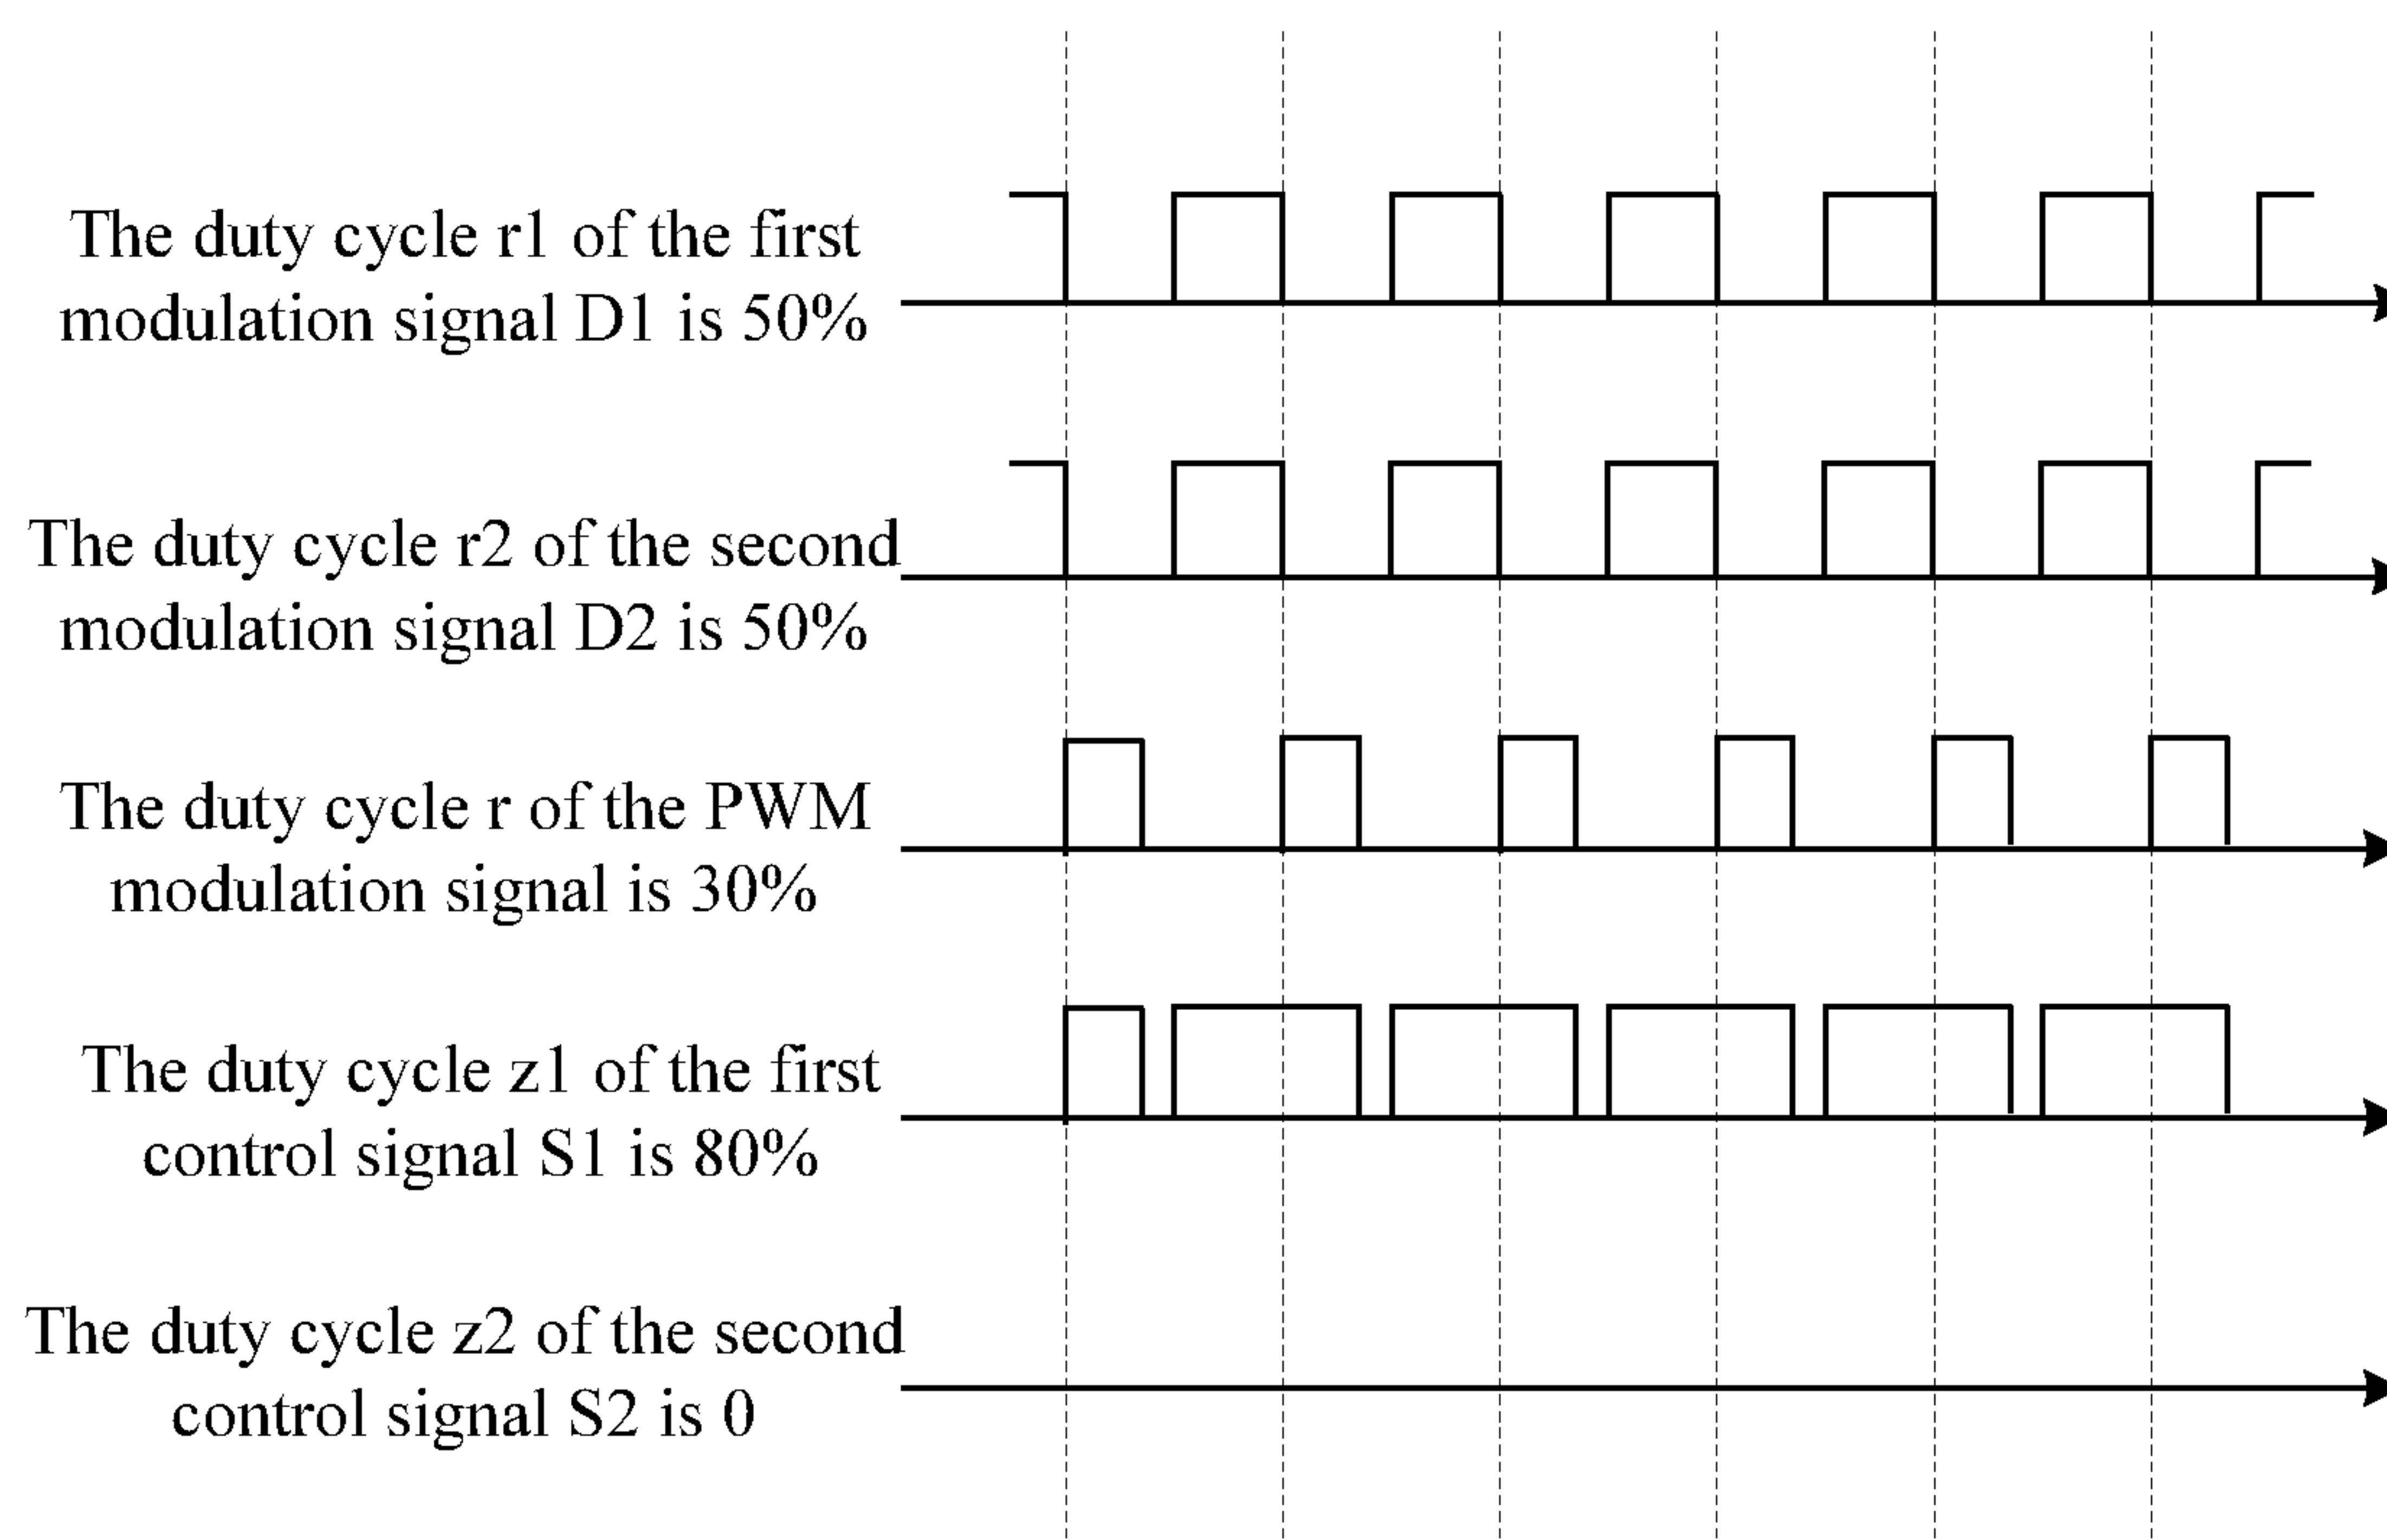 The duty cycle r1 of the first
modulation signal D1 is 50%
The duty cycle r2 of the second
modulation signal D2 is 50%
The duty cycle r of the PWM
modulation signal is 30%
The duty cycle z1 of the first
control signal S1 is 80%
The duty cycle z2 of the second
control signal S2 is 0